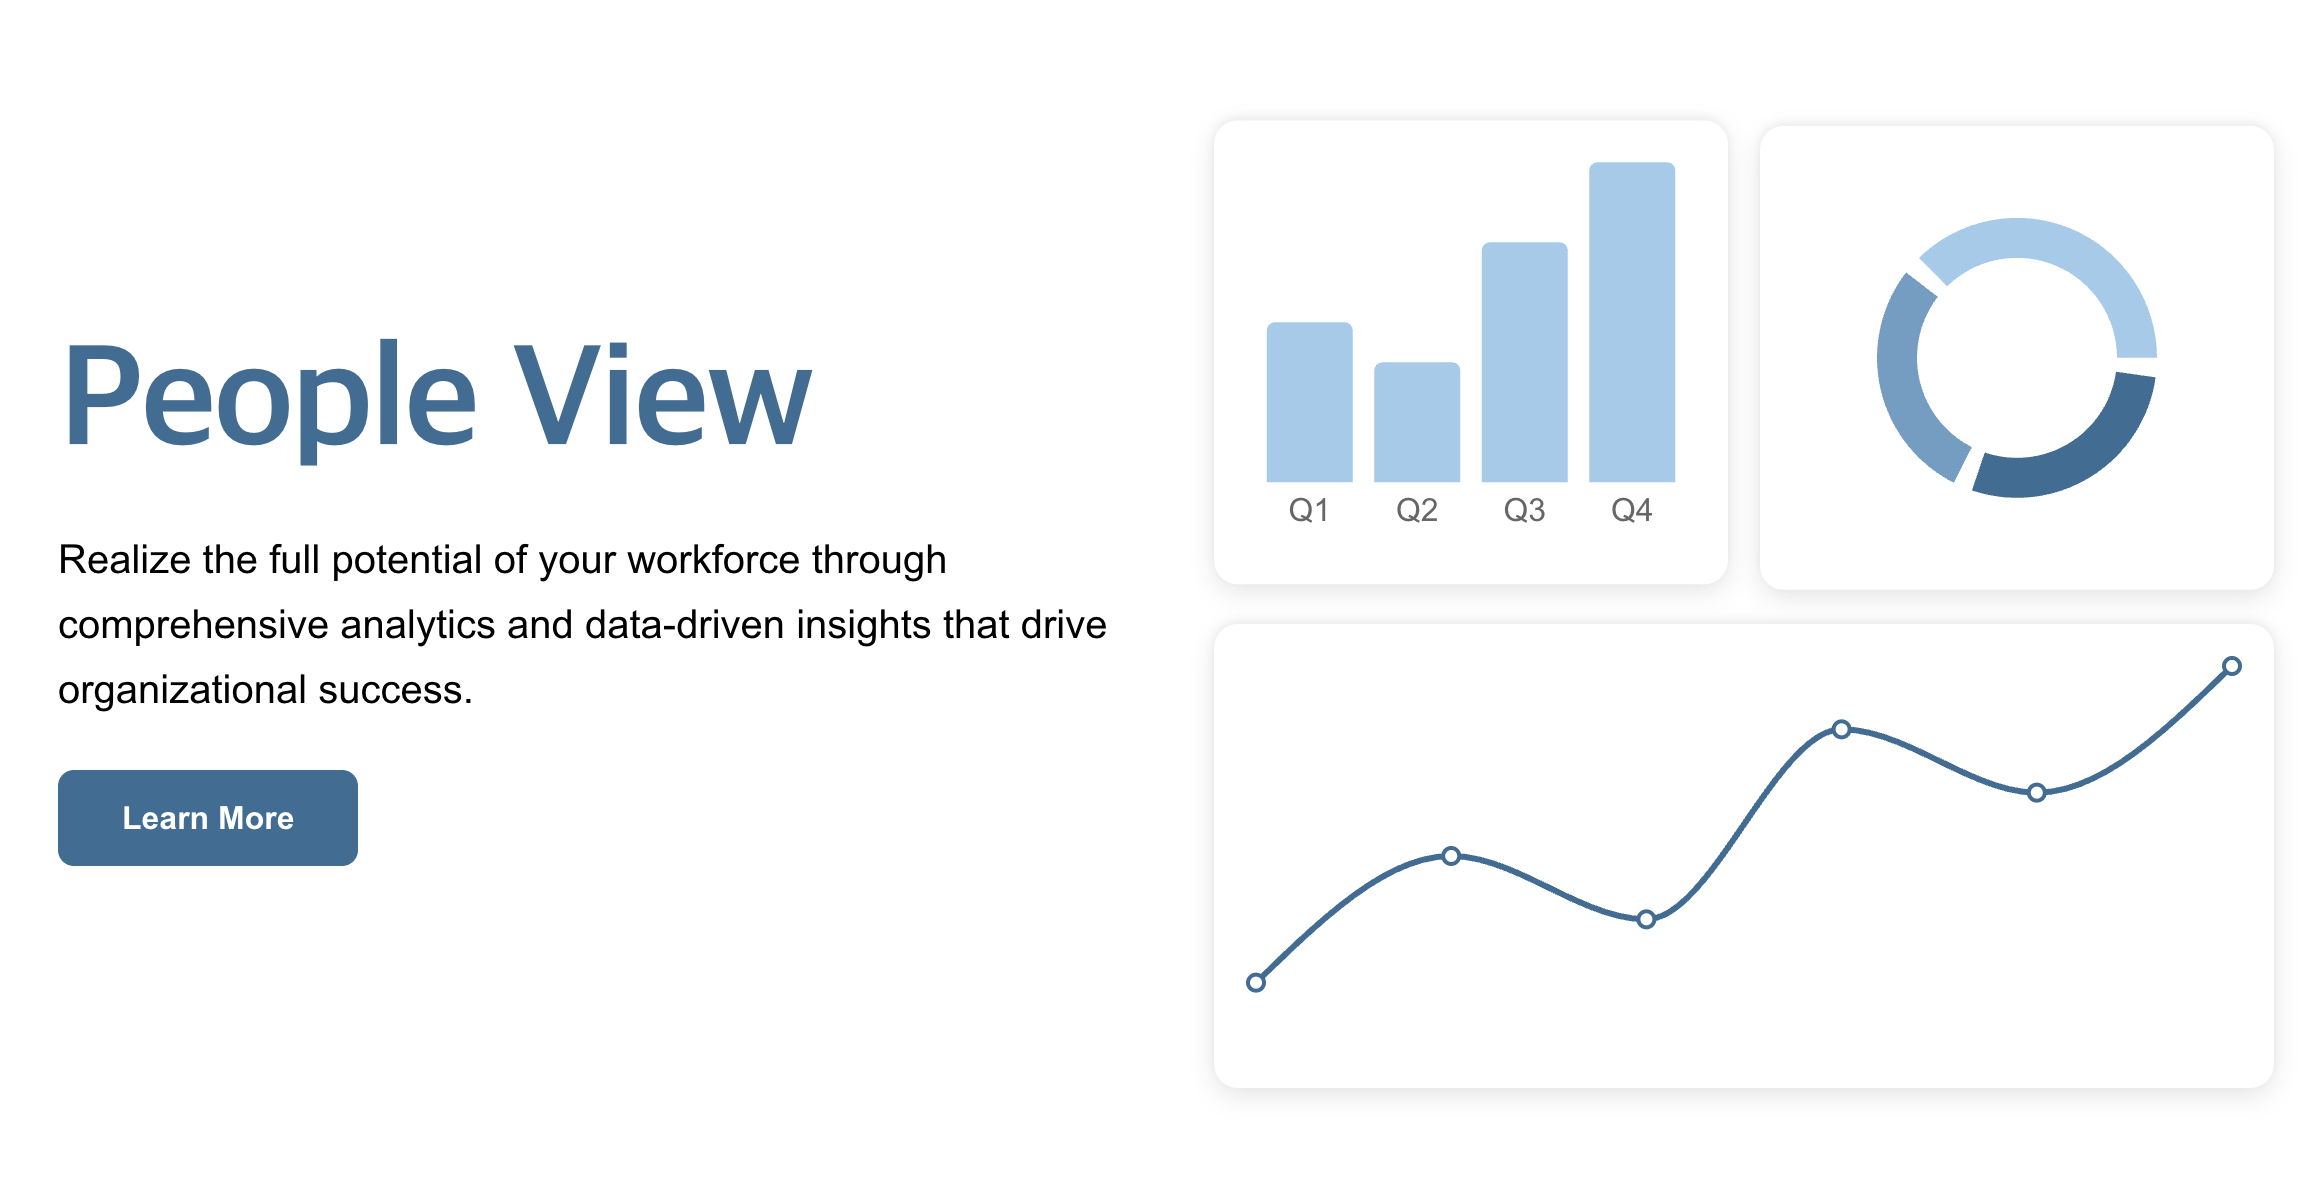 People View
Realize the full potential of your workforce through
comprehensive analytics and data-driven insights that drive
organizational success.
Learn More
Q1 Q2 Q3 Q4